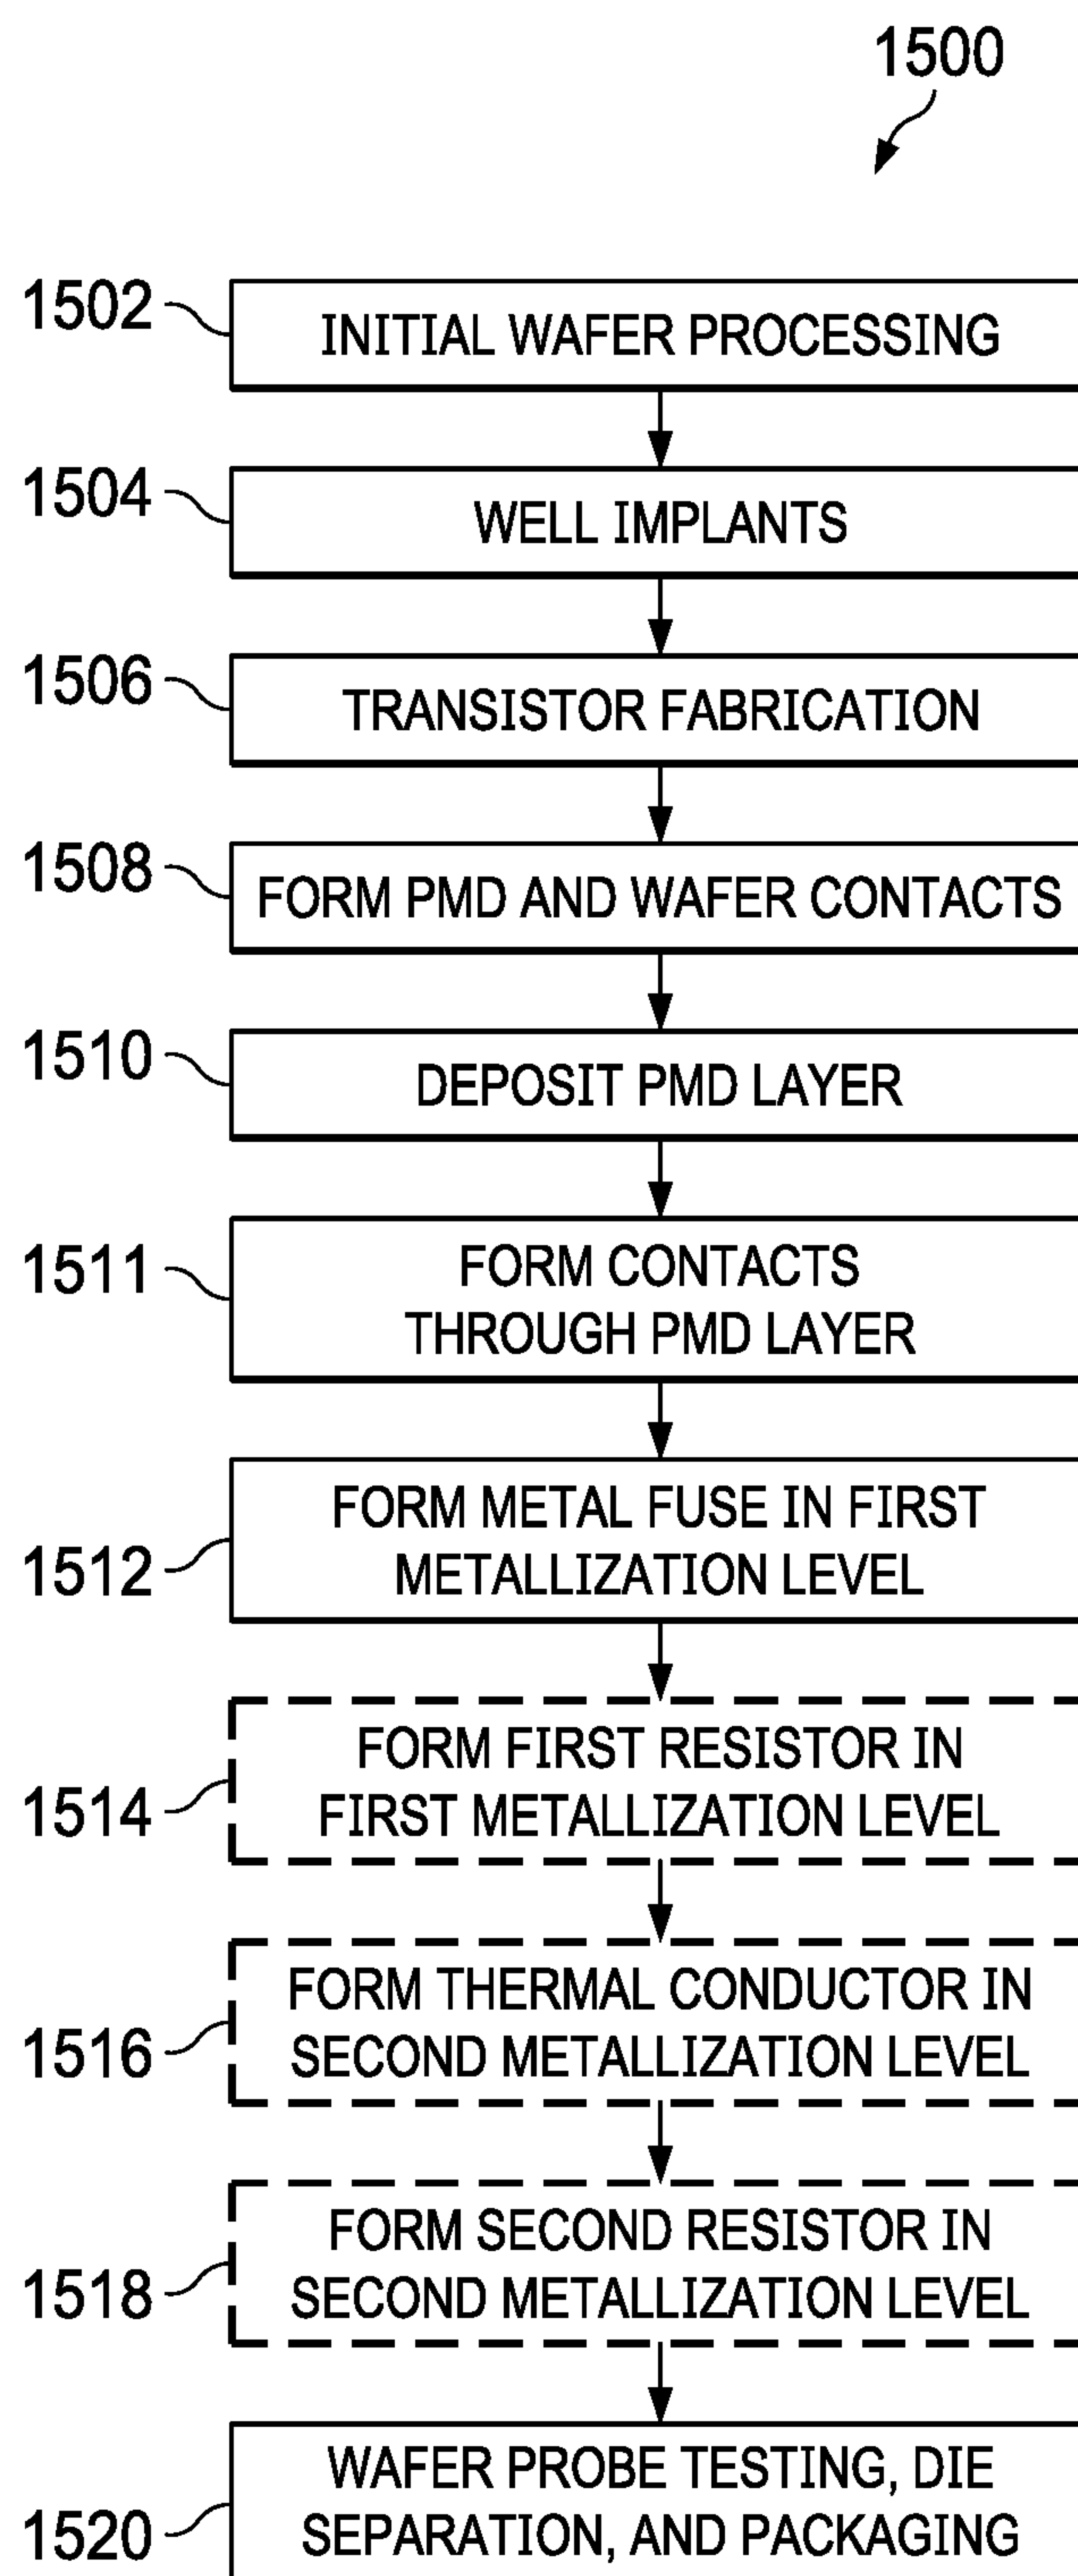 1500
1502
INITIAL WAFER PROCESSING
1504
WELL IMPLANTS
1506
TRANSISTOR FABRICATION
1508
FORM PMD AND WAFER CONTACTS
1510
DEPOSIT PMD LAYER
1511
FORM CONTACTS
THROUGH PMD LAYER
1512
FORM METAL FUSE IN FIRST
METALLIZATION LEVEL
1514
FORM FIRST RESISTOR IN
FIRST METALLIZATION LEVEL
1516
FORM THERMAL CONDUCTOR IN
SECOND METALLIZATION LEVEL
1518
FORM SECOND RESISTOR IN
SECOND METALLIZATION LEVEL
1520
WAFER PROBE TESTING, DIE
SEPARATION, AND PACKAGING